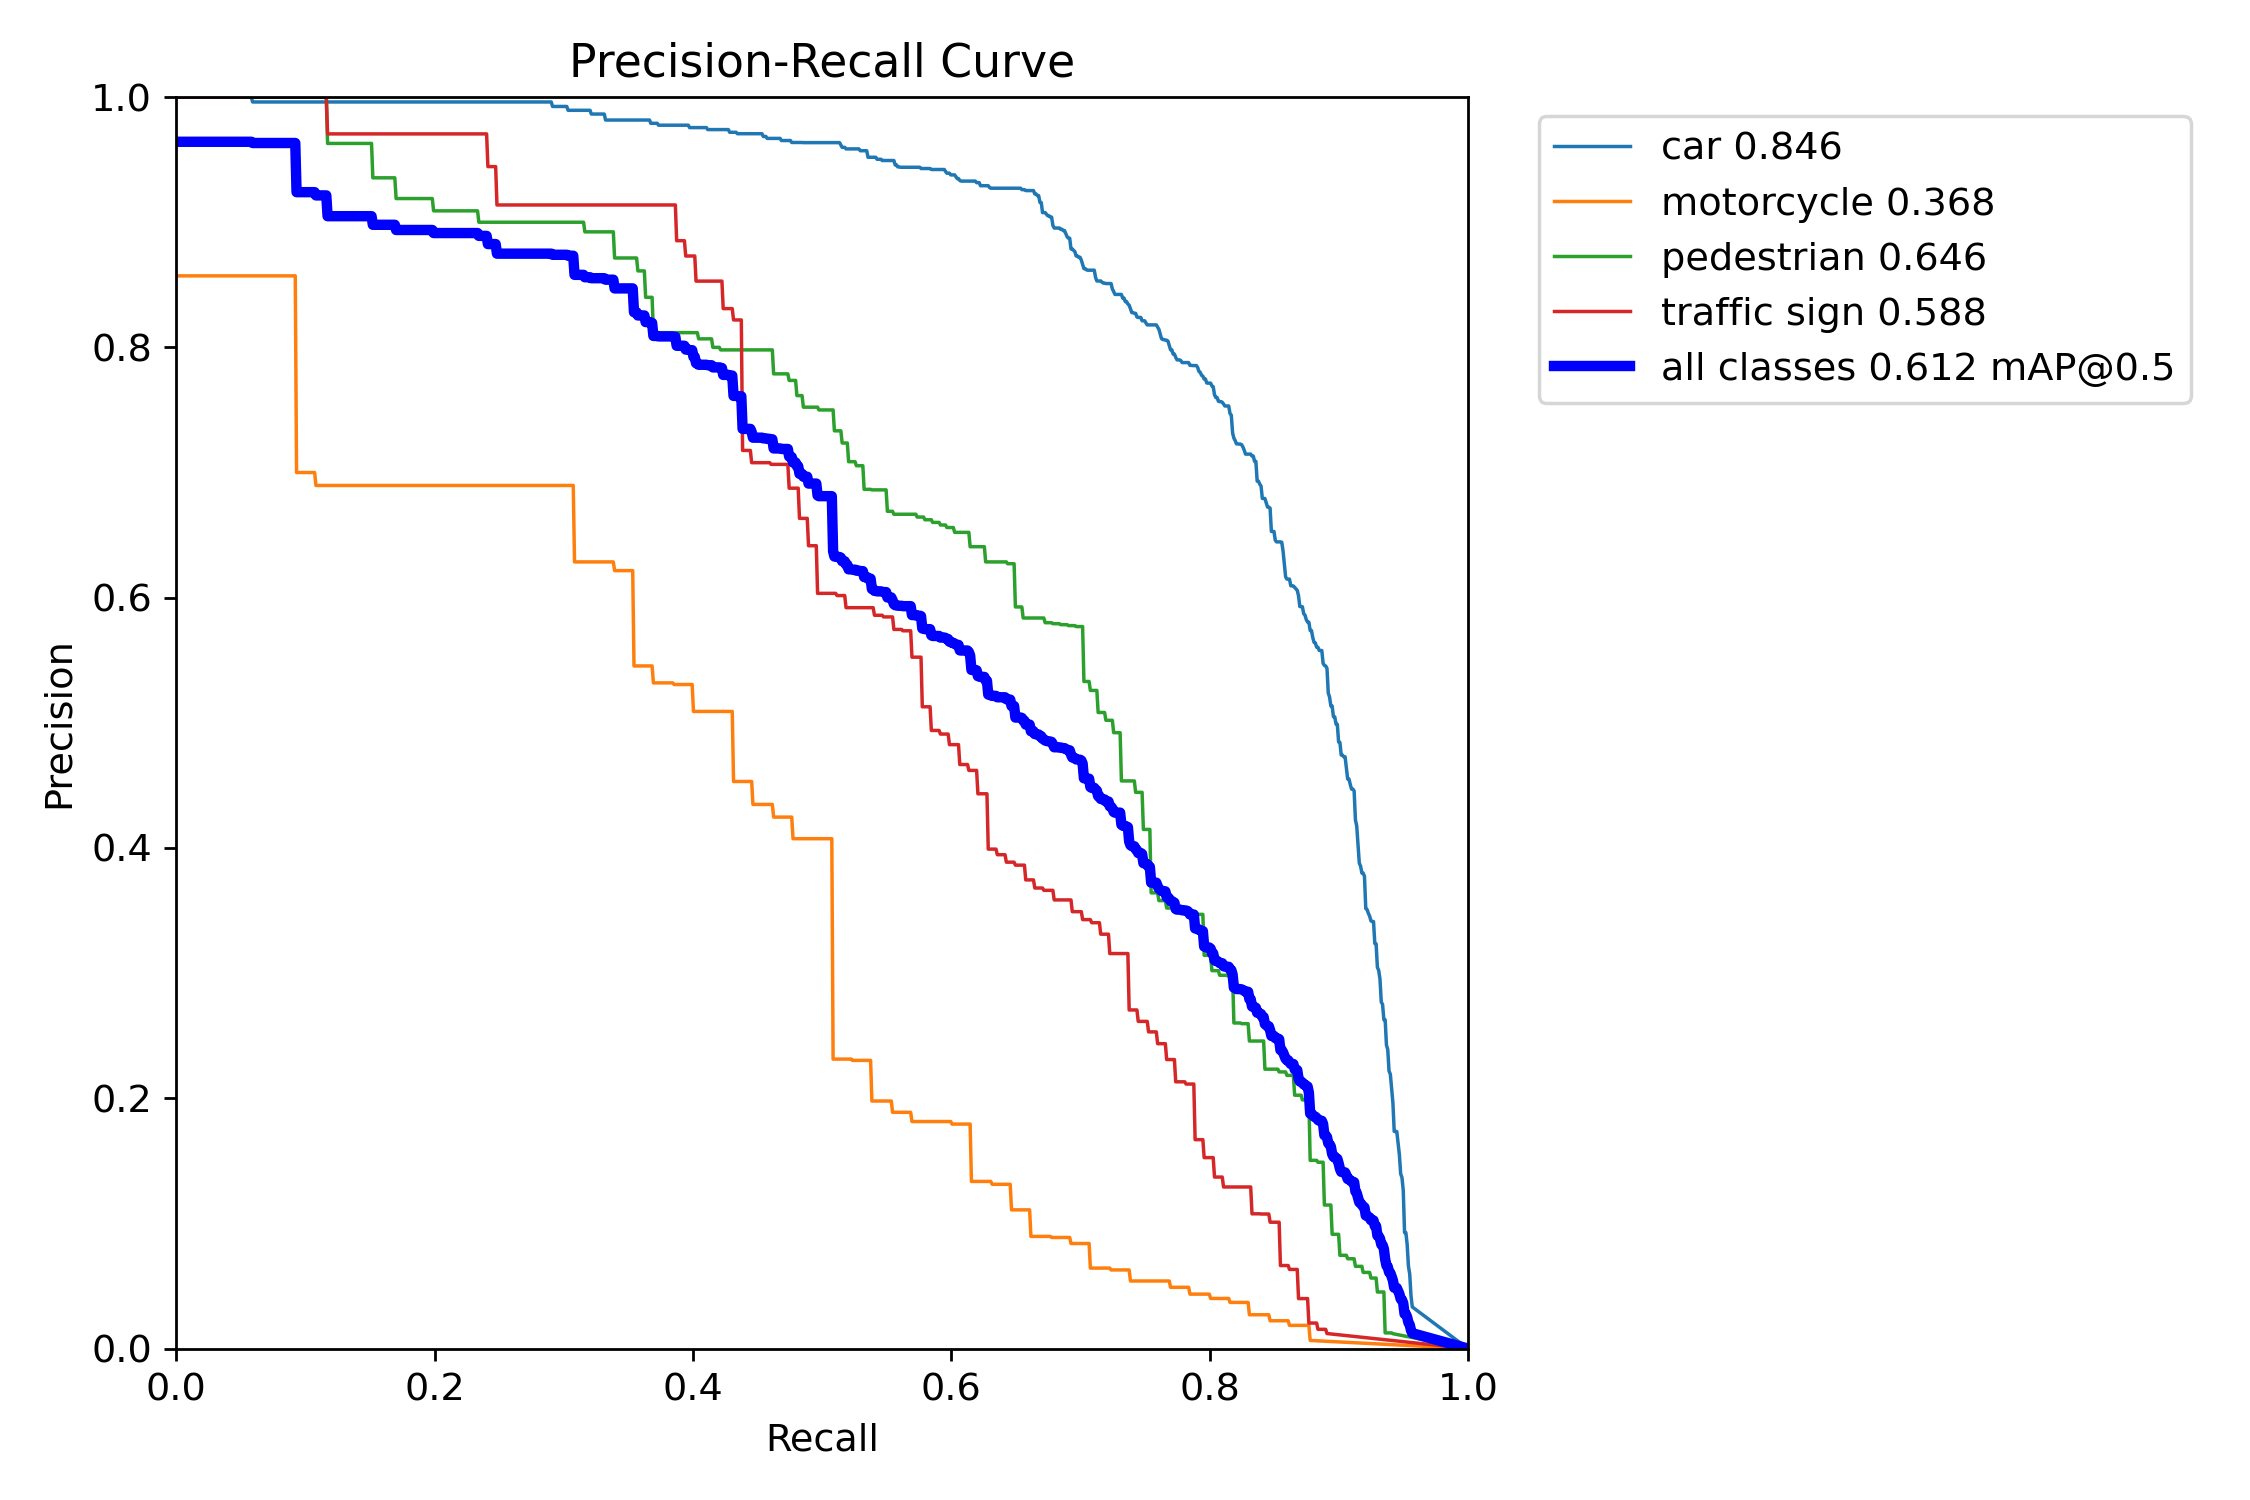 Precision-Recall Curve
1.0
0.8
0.6
0.4
0.2
0.0
Precision
0.0 0.2 0.4 0.6 0.8 1.0
Recall
car 0.846
motorcycle 0.368
pedestrian 0.646
traffic sign 0.588
all classes 0.612 mAP@0.5